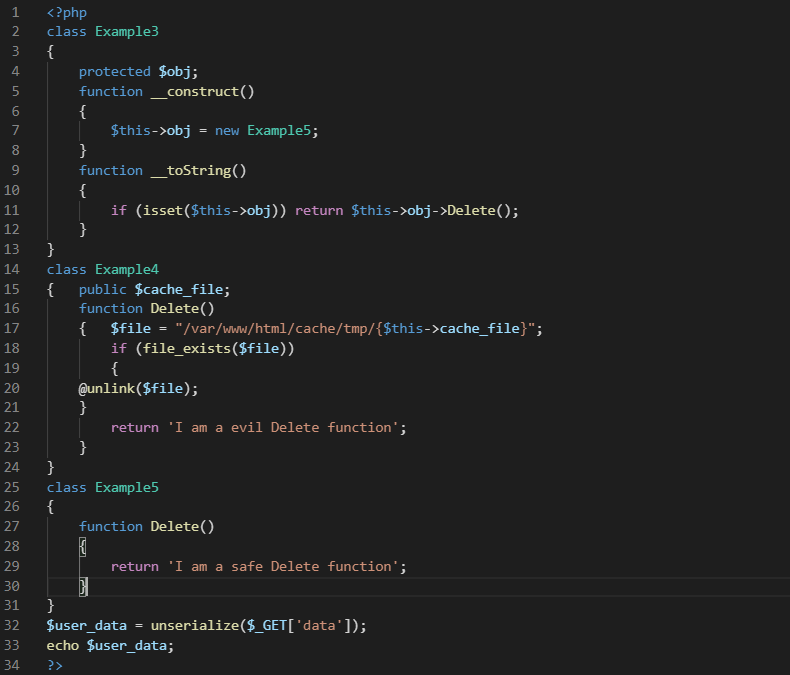 1 <?php
2 class Example3
3 {
4     protected $obj;
5     function __construct()
6     {
7         $this->obj = new Example5;
8     }
9     function __toString()
10     {
11         if (isset($this->obj)) return $this->obj->Delete();
12     }
13 }
14 class Example4
15 {   public $cache_file;
16     function Delete()
17     {   $file = "/var/www/html/cache/tmp/{$this->cache_file}";
18         if (file_exists($file))
19         {
20     @unlink($file);
21     }
22         return 'I am a evil Delete function';
23     }
24 }
25 class Example5
26 {
27     function Delete()
28     {
29         return 'I am a safe Delete function';
30     }
31 }
32 $user_data = unserialize($_GET['data']);
33 echo $user_data;
34 ?>